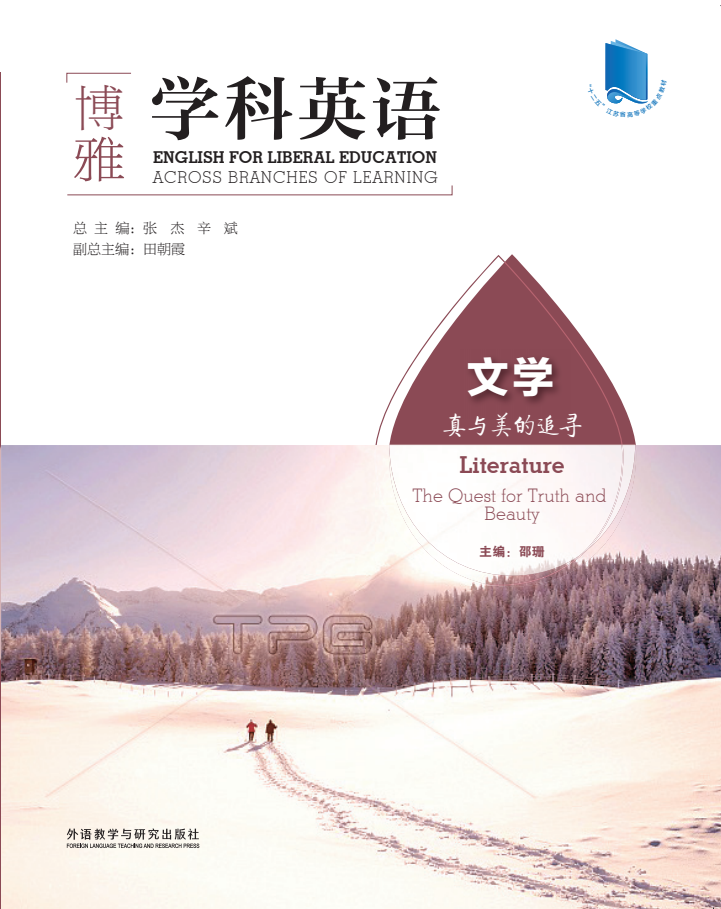 博雅
学科英语
ENGLISH FOR LIBERAL EDUCATION
ACROSS BRANCHES OF LEARNING
“十二五”江苏省高等学校重点教材
总 主 编：张 杰 辛 斌
副总主编：田朝霞
文学
真与美的追寻
Literature
The Quest for Truth and
Beauty
主编：邵珊
TPG
外语教学与研究出版社
FOREIGN LANGUAGE TEACHING AND RESEARCH PRESS